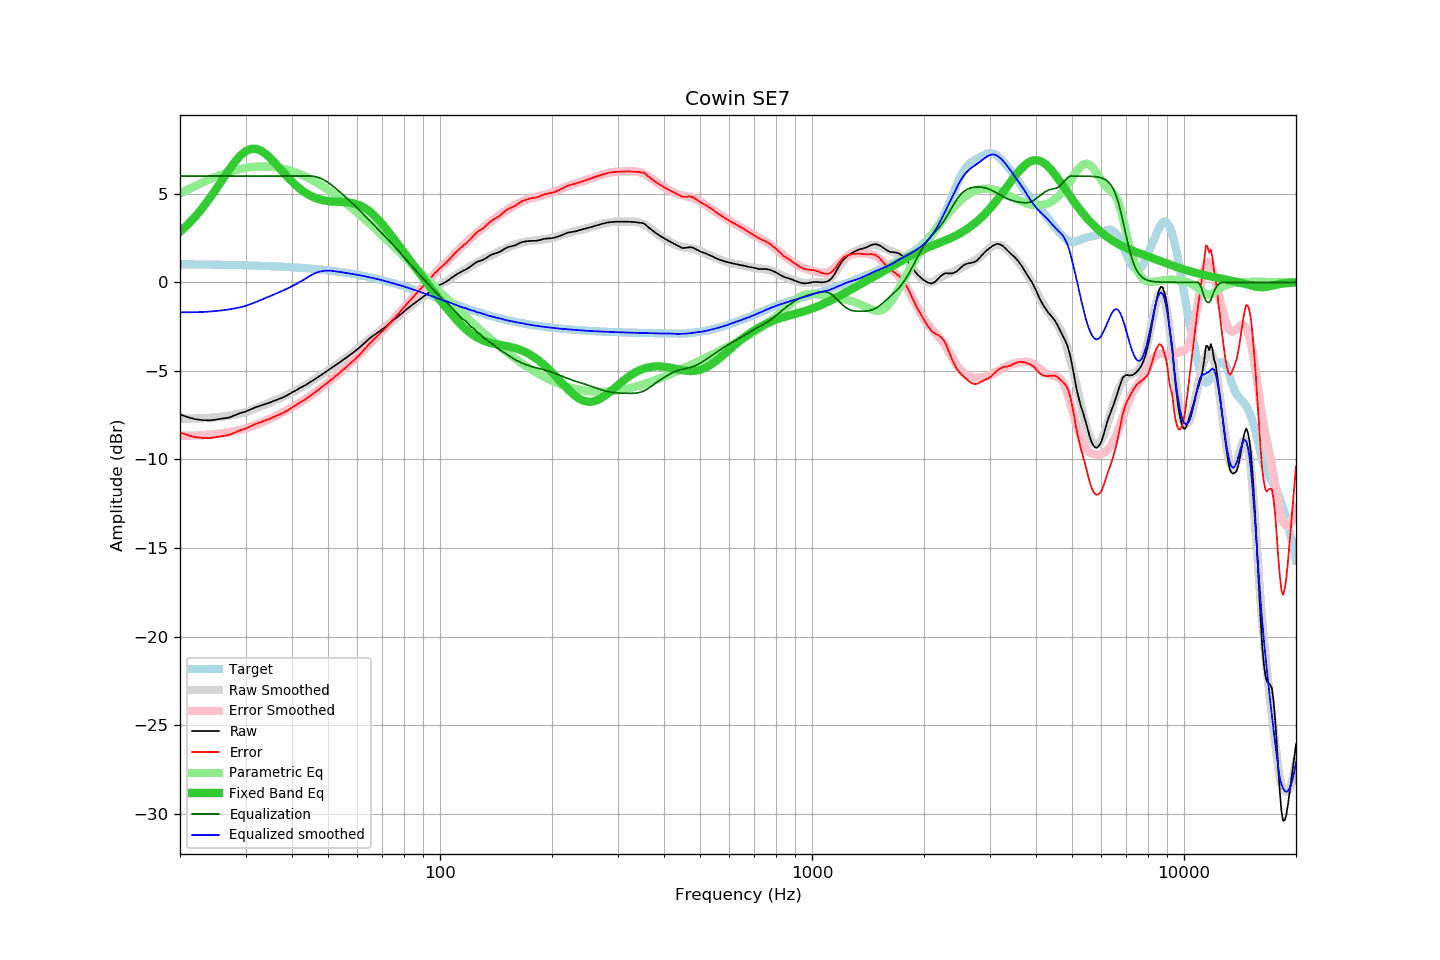 Cowin SE7
Amplitude (dBr)
5
0
−5
−10
−15
−20
−25
−30
Target
Raw Smoothed
Error Smoothed
Raw
Error
Parametric Eq
Fixed Band Eq
Equalization
Equalized smoothed
100 1000 10000
Frequency (Hz)